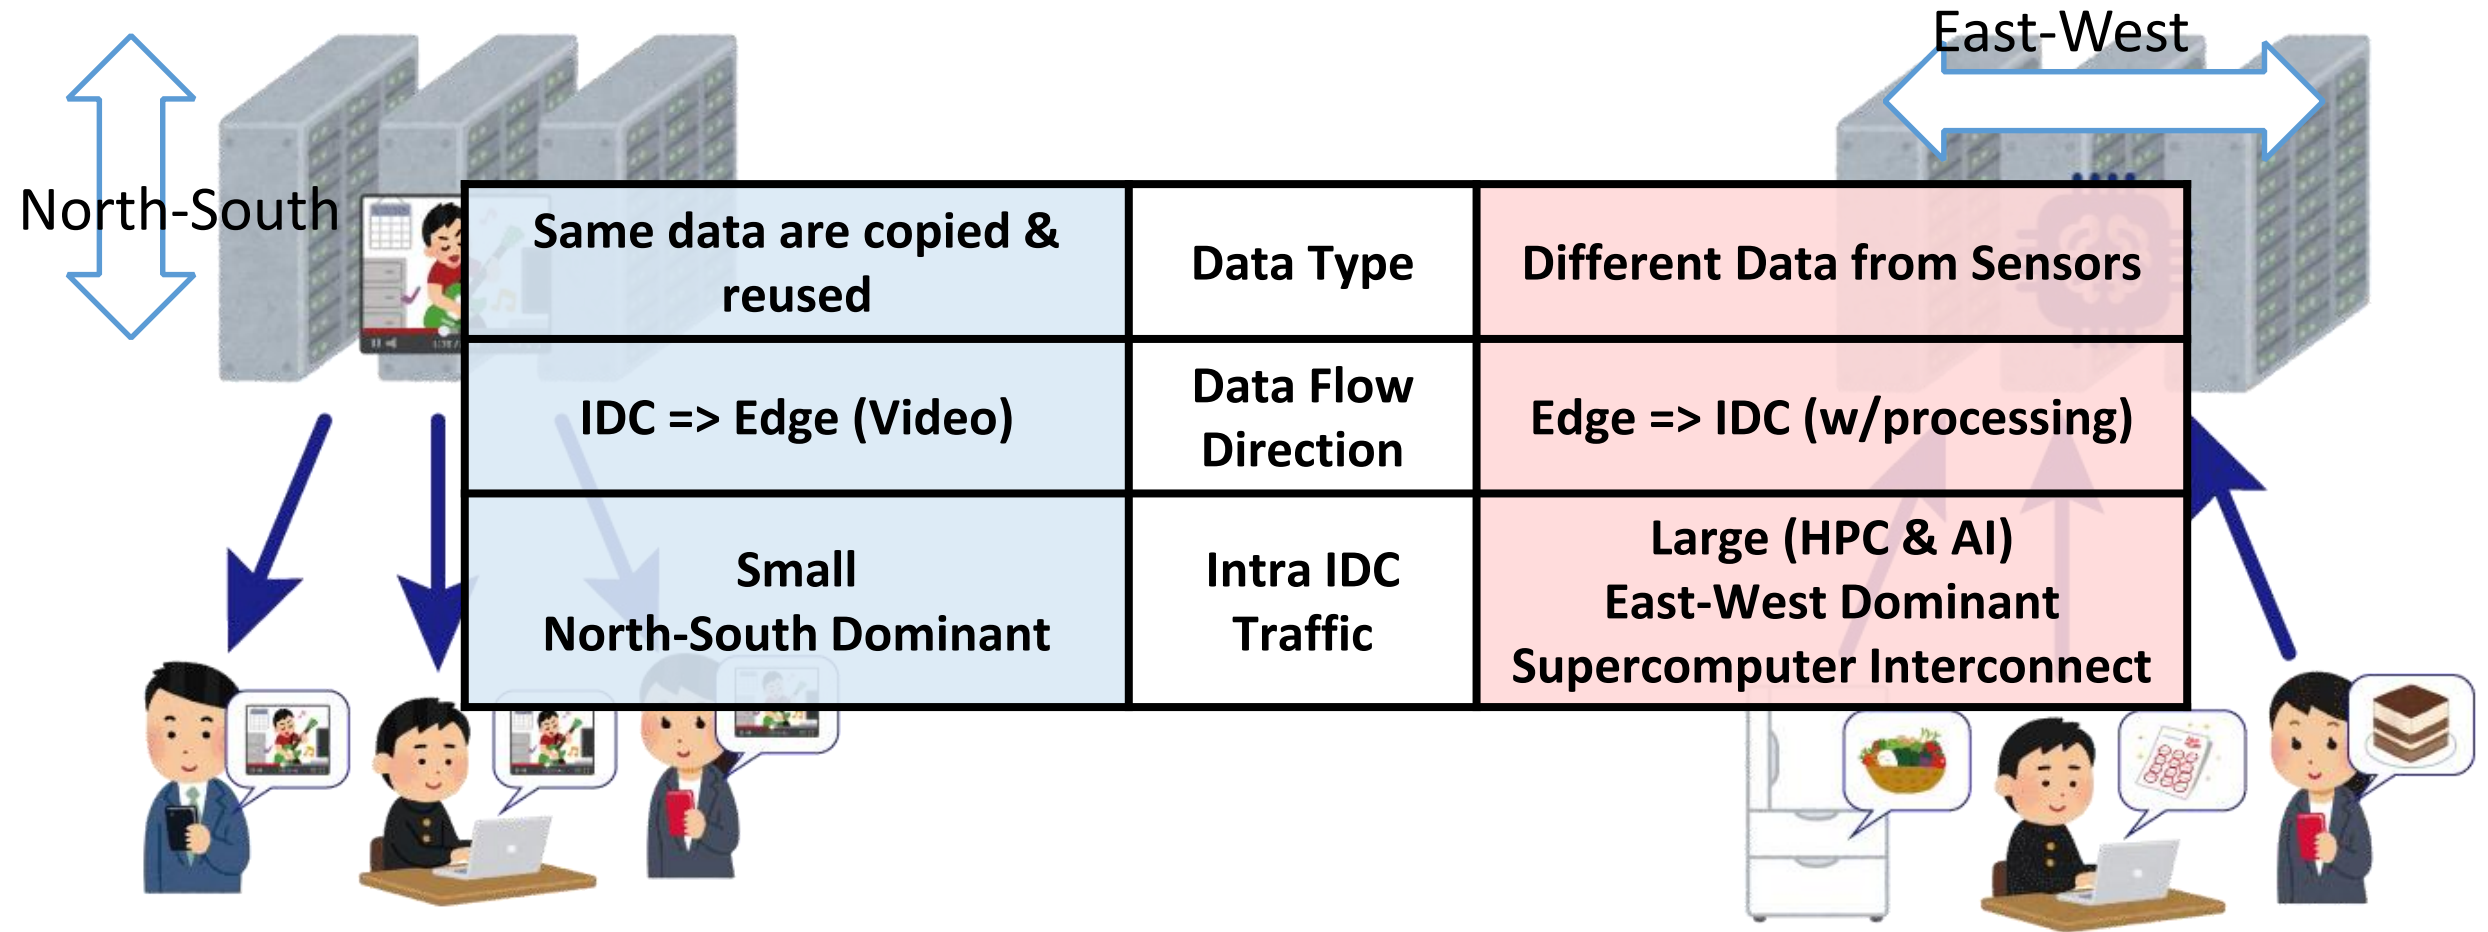 East-West
North-South
Same data are copied &
reused
Data Type
Different Data from Sensors
IDC => Edge (Video)
Data Flow
Direction
Edge => IDC (w/processing)
Small
North-South Dominant
Intra IDC
Traffic
Large (HPC & AI)
East-West Dominant
Supercomputer Interconnect